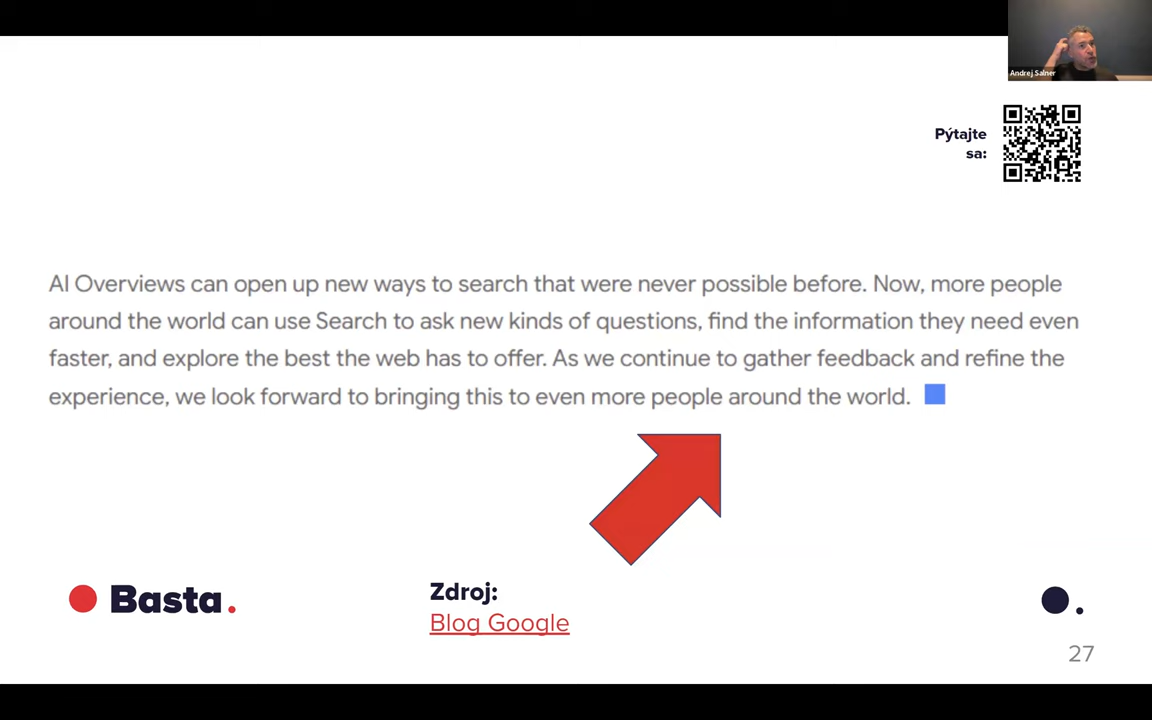 Andrej Salner
Pýtajte
sa:
AI Overviews can open up new ways to search that were never possible before. Now, more people
around the world can use Search to ask new kinds of questions, find the information they need even
faster, and explore the best the web has to offer. As we continue to gather feedback and refine the
experience, we look forward to bringing this to even more people around the world.
Basta.
Zdroj:
Blog Google
27